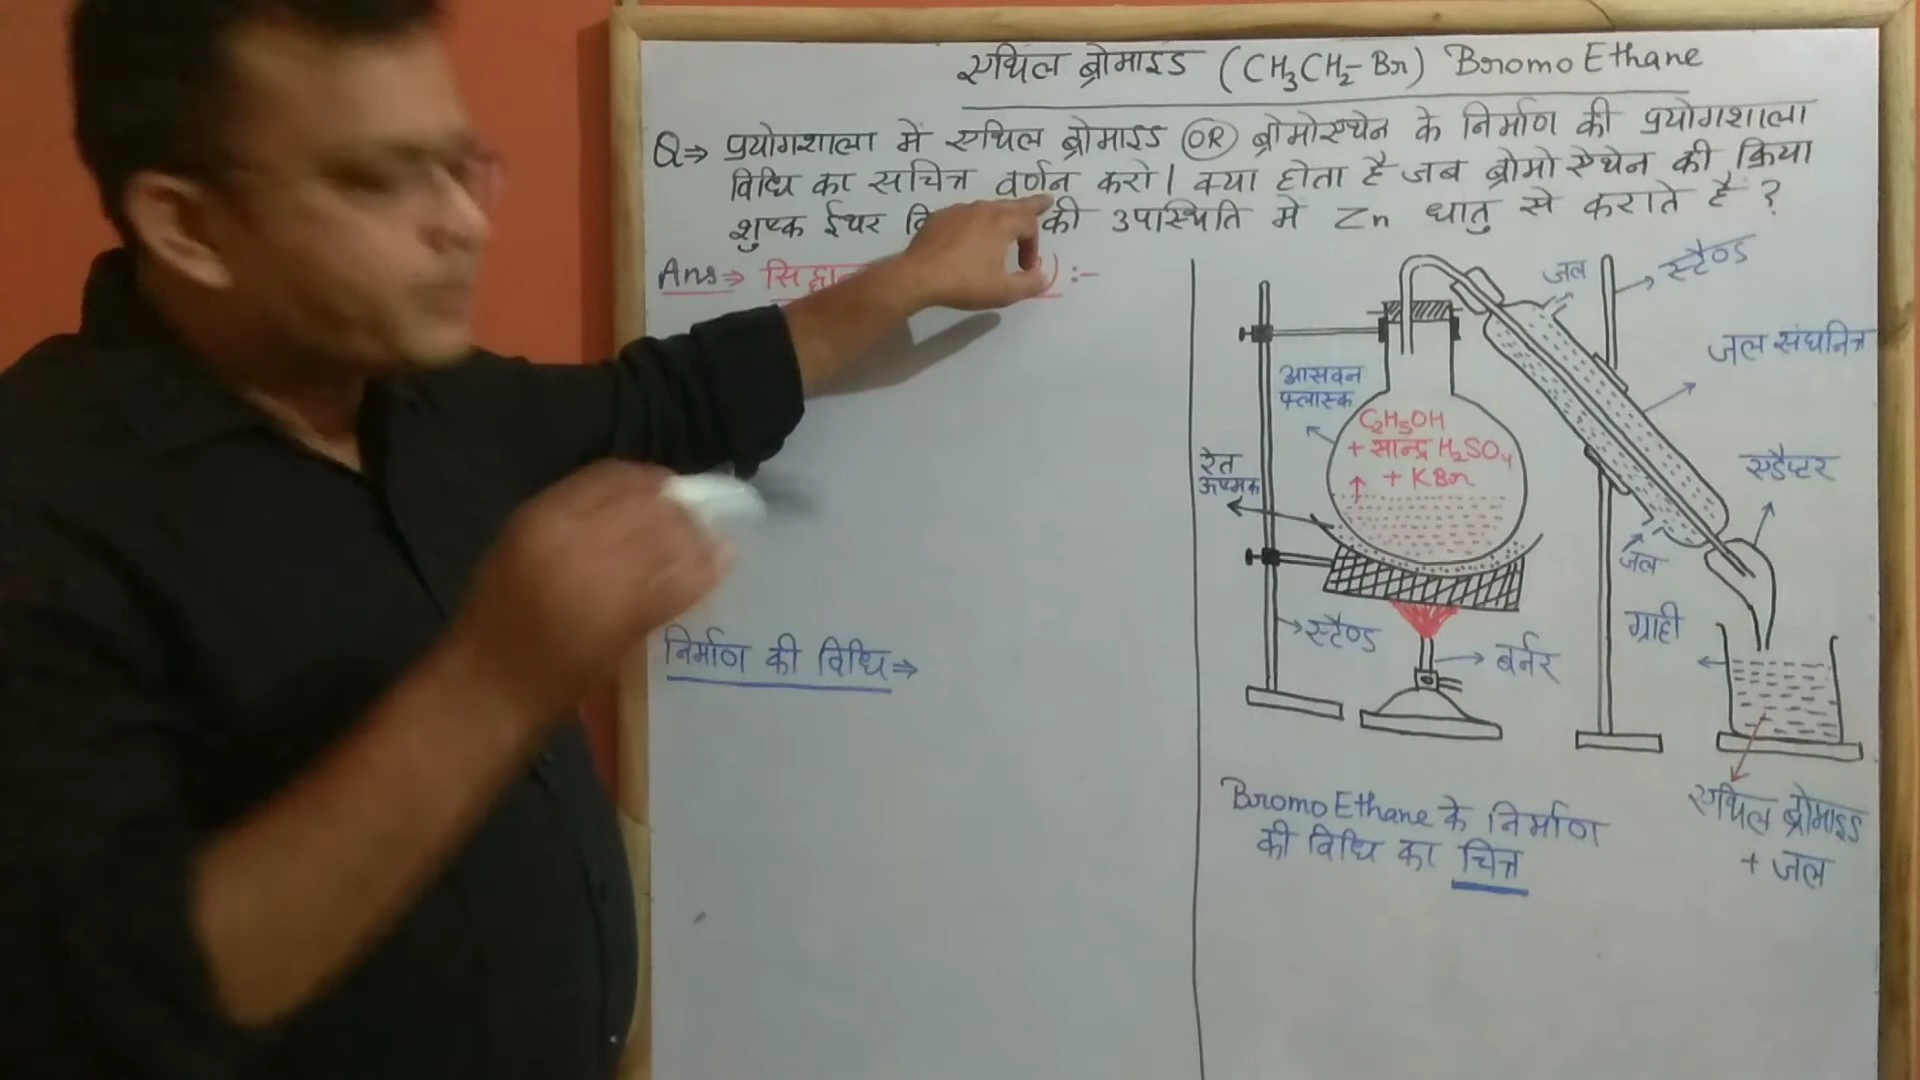 एथिल ब्रोमाइड (CH₃CH₂-Br) Bromo Ethane
Q⇒ प्रयोगशाला में एथिल ब्रोमाइड OR ब्रोमोएथेन के निर्माण की प्रयोगशाला
विधि का सचित्र वर्णन करो। क्या होता है जब ब्रोमो ऐथेन की क्रिया
शुष्क ईथर की उपस्थिति मे Zn धातु से कराते है ?
Ans⇒ :-
निर्माण की विधि⇒
जल
स्टैण्ड
जल संघनित्र
आसवन
फ्लास्क
C₂H₅OH
+ सान्द्र H₂SO₄
+ KBr
रेत
ऊष्मक
एडैप्टर
जल
ग्राही
स्टैण्ड
बर्नर
Bromo Ethane के निर्माण
की विधि का चित्र
एथिल ब्रोमाइड
+ जल